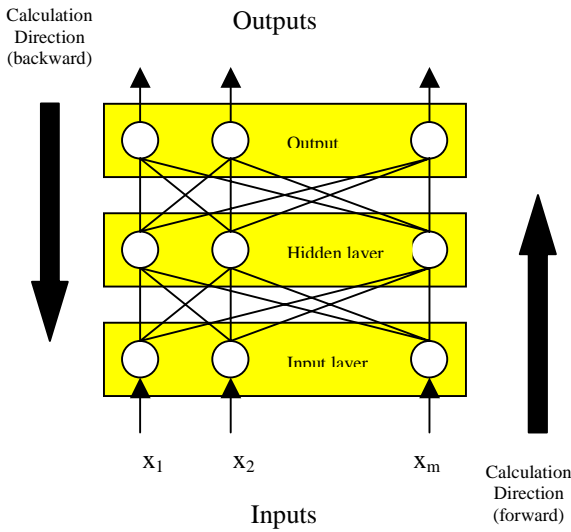 Calculation
Direction
(backward)
Outputs
Output
Hidden layer
Input layer
x₁ x₂ xₘ
Calculation
Direction
(forward)
Inputs